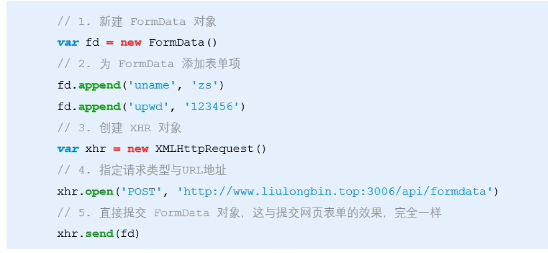 // 1. 新建 FormData 对象
var fd = new FormData()
// 2. 为 FormData 添加表单项
fd.append('uname', 'zs')
fd.append('upwd', '123456')
// 3. 创建 XHR 对象
var xhr = new XMLHttpRequest()
// 4. 指定请求类型与URL地址
xhr.open('POST', 'http://www.liulongbin.top:3006/api/formdata')
// 5. 直接提交 FormData 对象，这与提交网页表单的效果，完全一样
xhr.send(fd)